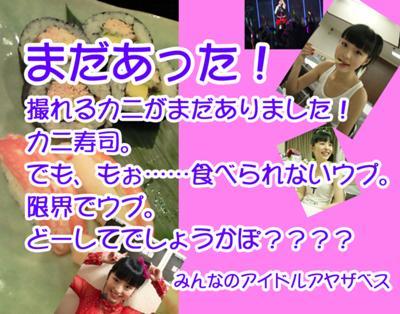 まだあった！
撮れるカニがまだありました！
カニ寿司。
でも、もぉ……食べられないウプ。
限界でウプ。
どーしてでしょうかぽ？？？？
みんなのアイドルアヤザベス